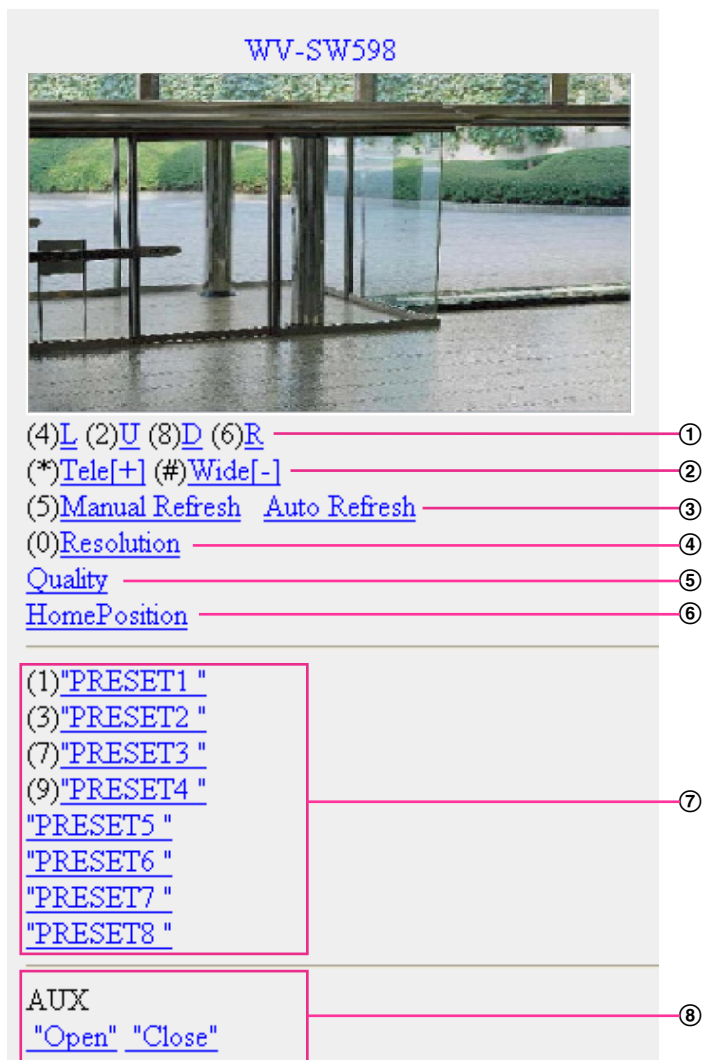 WV-SW598
(4)L (2)U (8)D (6)R ①
(*)Tele[+] (#)Wide[-] ②
(5)Manual Refresh Auto Refresh ③
(0)Resolution ④
Quality ⑤
HomePosition ⑥
(1)"PRESET1 "
(3)"PRESET2 "
(7)"PRESET3 "
(9)"PRESET4 " ⑦
"PRESET5 "
"PRESET6 "
"PRESET7 "
"PRESET8 "
AUX ⑧
"Open" "Close"